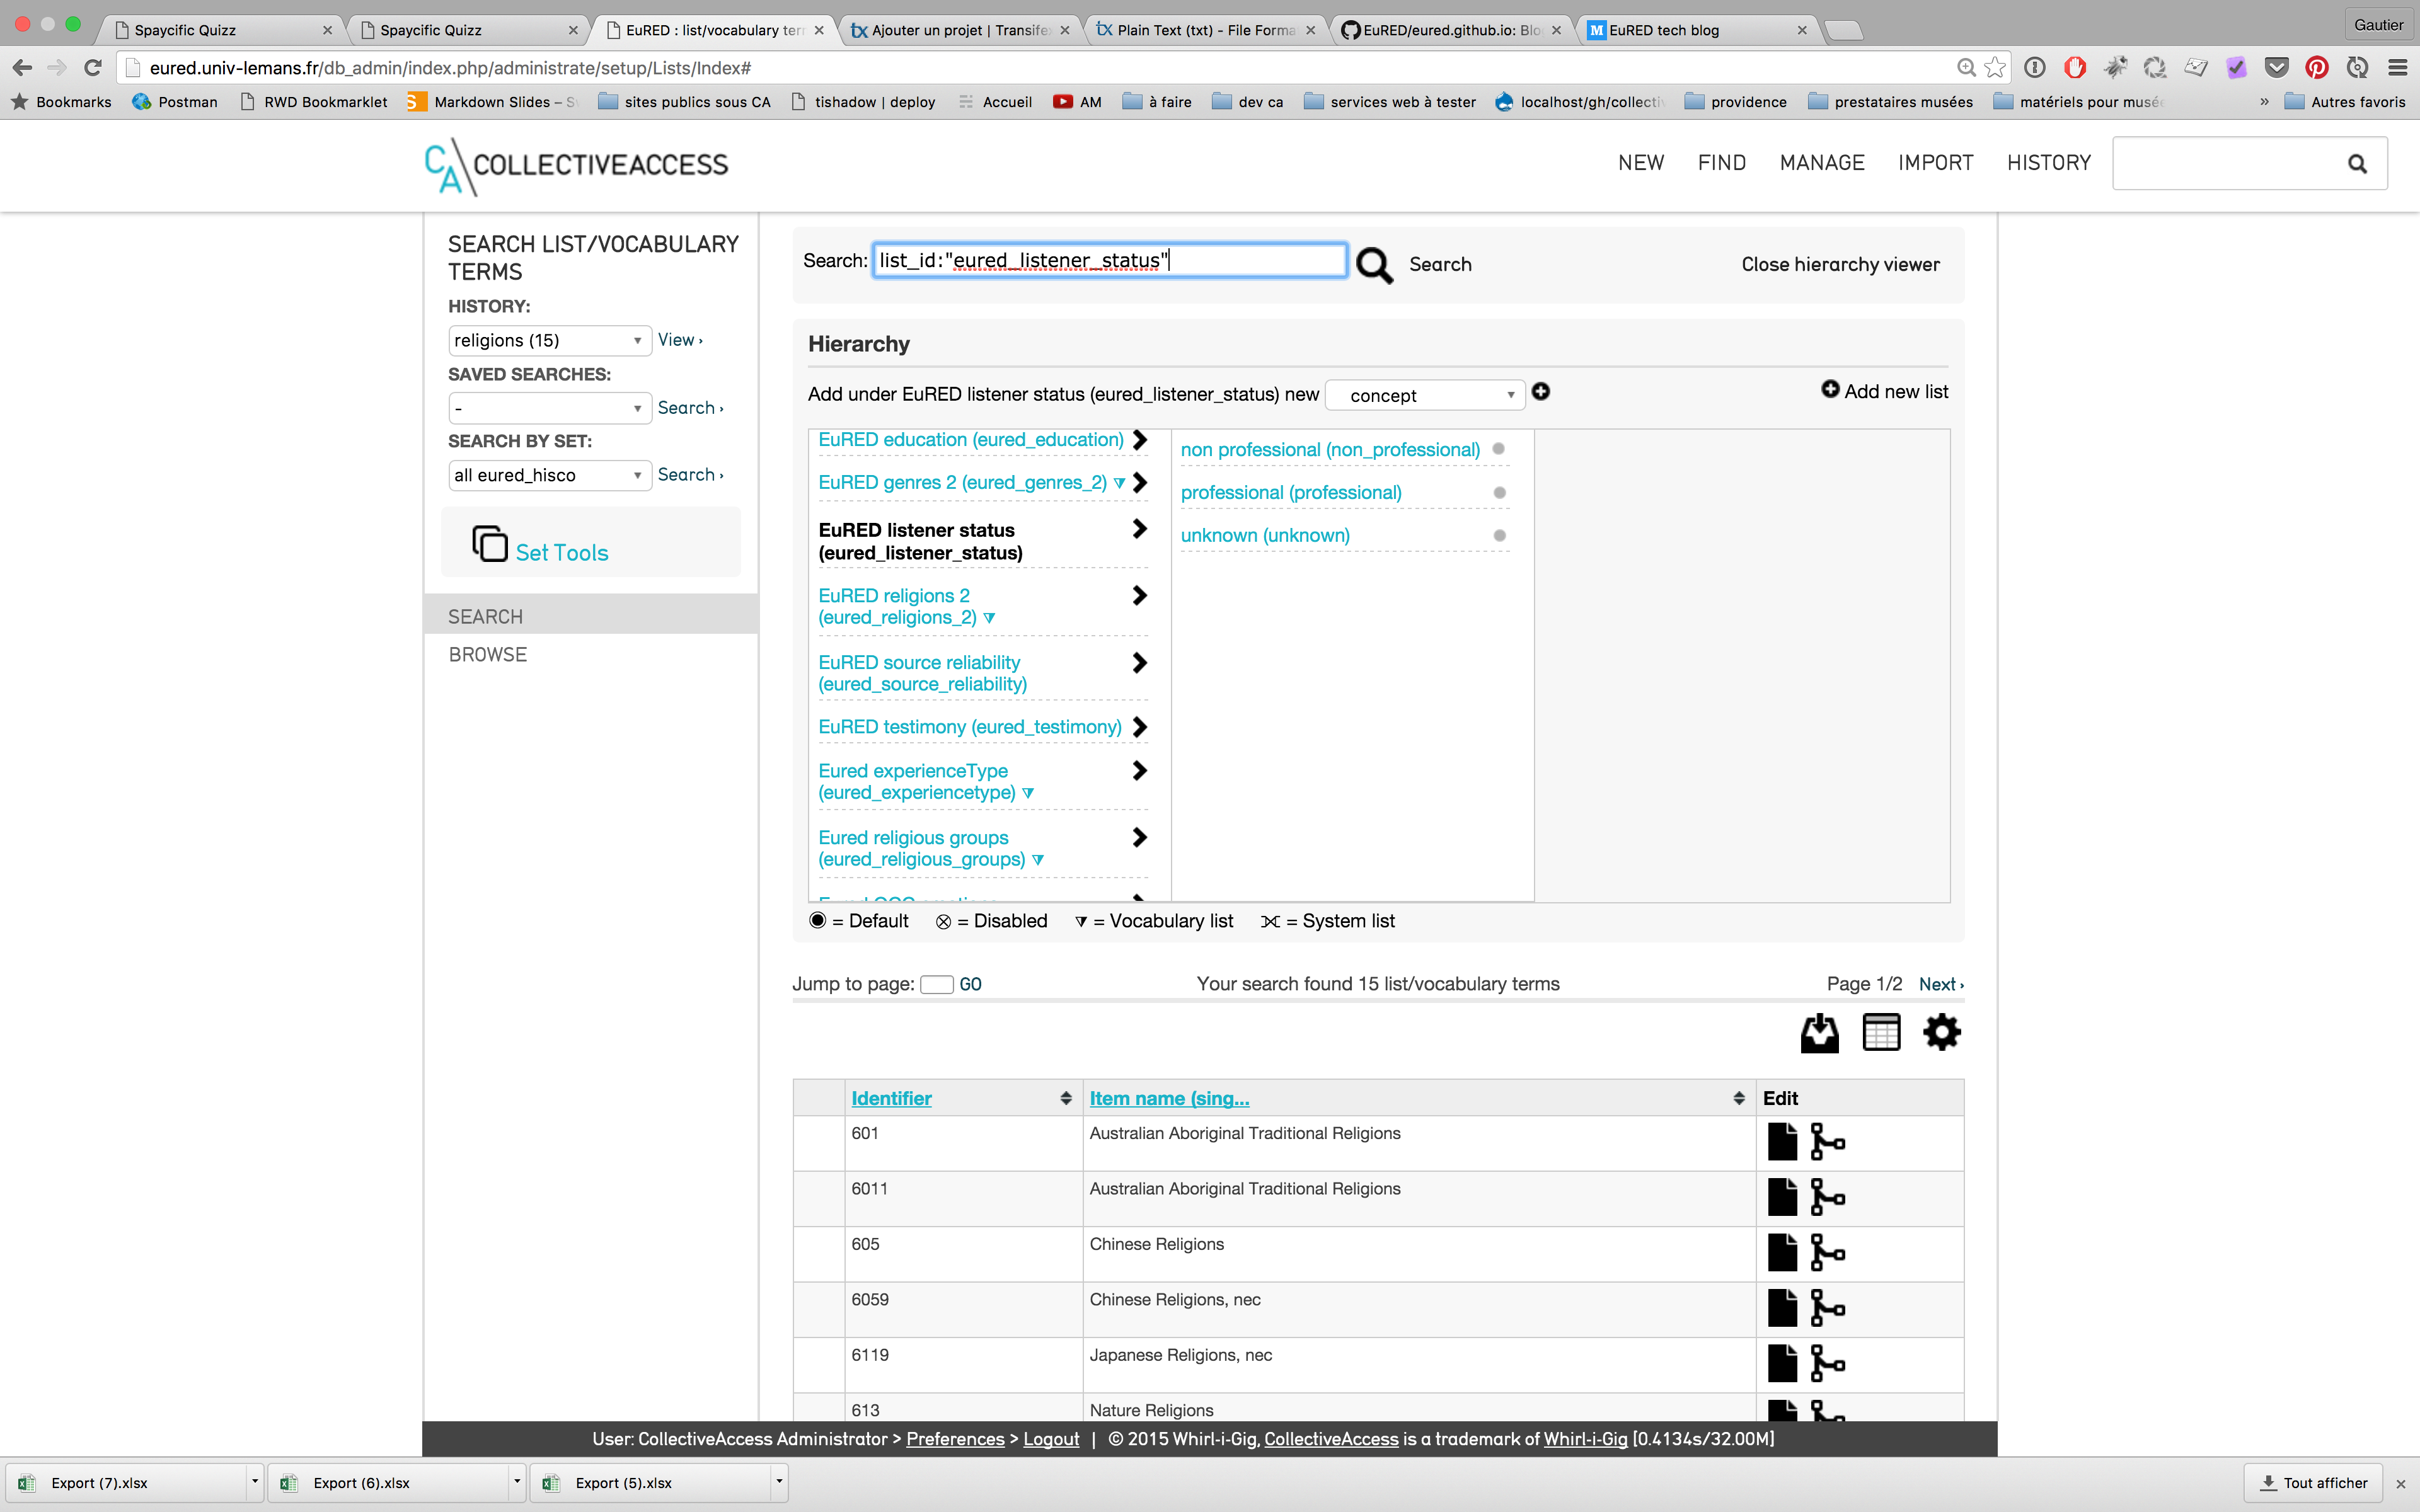 Spaycific Quizz
Spaycific Quizz
EuRED : list/vocabulary ter
Ajouter un projet | Transife
Plain Text (txt) - File Forma
EuRED/eured.github.io: Blo
EuRED tech blog
Gautier
eured.univ-lemans.fr/db_admin/index.php/administrate/setup/Lists/Index#
Bookmarks
Postman
RWD Bookmarklet
Markdown Slides – S
sites publics sous CA
tishadow | deploy
Accueil
AM
à faire
dev ca
services web à tester
localhost/gh/collectiv
providence
prestataires musées
matériels pour musé
»
Autres favoris
CA COLLECTIVEACCESS
NEW FIND MANAGE IMPORT HISTORY
SEARCH LIST/VOCABULARY
TERMS
HISTORY:
religions (15) View ›
SAVED SEARCHES:
- Search ›
SEARCH BY SET:
all eured_hisco Search ›
Set Tools
SEARCH
BROWSE
Search: list_id:"eured_listener_status" Search Close hierarchy viewer
Hierarchy
Add under EuRED listener status (eured_listener_status) new concept Add new list
EuRED education (eured_education)
EuRED genres 2 (eured_genres_2)
EuRED listener status
(eured_listener_status)
EuRED religions 2
(eured_religions_2)
EuRED source reliability
(eured_source_reliability)
EuRED testimony (eured_testimony)
Eured experienceType
(eured_experiencetype)
Eured religious groups
(eured_religious_groups)
non professional (non_professional)
professional (professional)
unknown (unknown)
= Default = Disabled = Vocabulary list = System list
Jump to page: GO Your search found 15 list/vocabulary terms Page 1/2 Next ›
Identifier Item name (sing... Edit
601 Australian Aboriginal Traditional Religions
6011 Australian Aboriginal Traditional Religions
605 Chinese Religions
6059 Chinese Religions, nec
6119 Japanese Religions, nec
613 Nature Religions
User: CollectiveAccess Administrator > Preferences > Logout | © 2015 Whirl-i-Gig, CollectiveAccess is a trademark of Whirl-i-Gig [0.4134s/32.00M]
Export (7).xlsx
Export (6).xlsx
Export (5).xlsx
Tout afficher